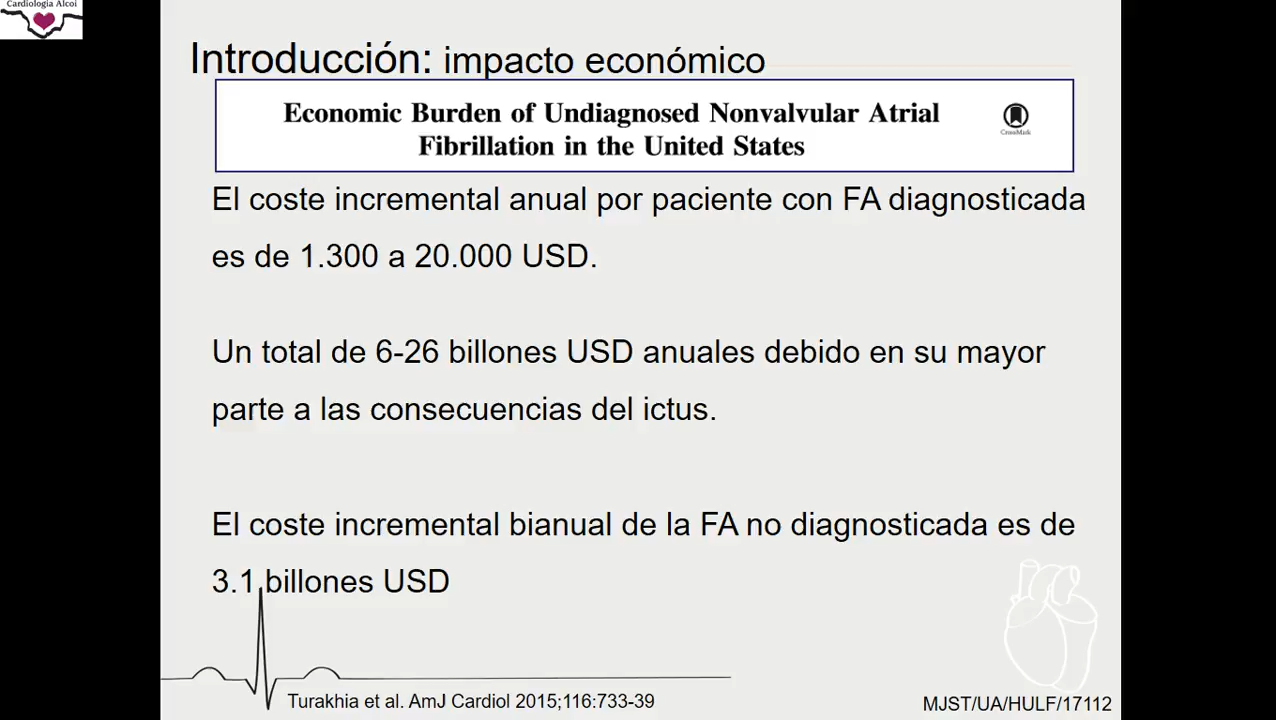 Cardiología Alcoi
Introducción: impacto económico
Economic Burden of Undiagnosed Nonvalvular Atrial
Fibrillation in the United States
CrossMark
El coste incremental anual por paciente con FA diagnosticada
es de 1.300 a 20.000 USD.
Un total de 6-26 billones USD anuales debido en su mayor
parte a las consecuencias del ictus.
El coste incremental bianual de la FA no diagnosticada es de
3.1 billones USD
Turakhia et al. AmJ Cardiol 2015;116:733-39
MJST/UA/HULF/17112